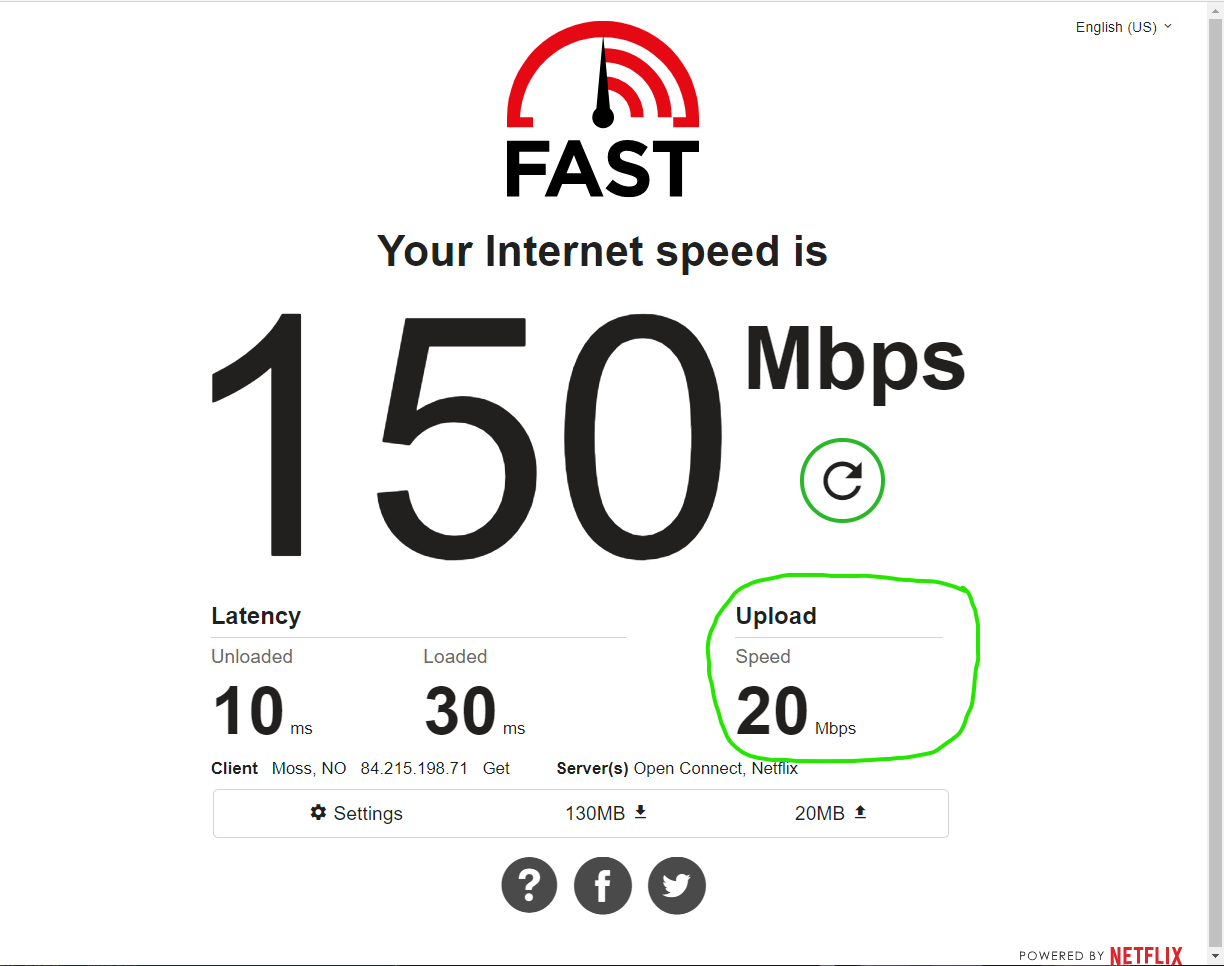 English (US)
FAST
Your Internet speed is
150 Mbps
Latency
Upload
Unloaded
Loaded
Speed
10 ms
30 ms
20 Mbps
Client Moss, NO 84.215.198.71 Get
Server(s) Open Connect, Netflix
Settings
130MB
20MB
POWERED BY NETFLIX